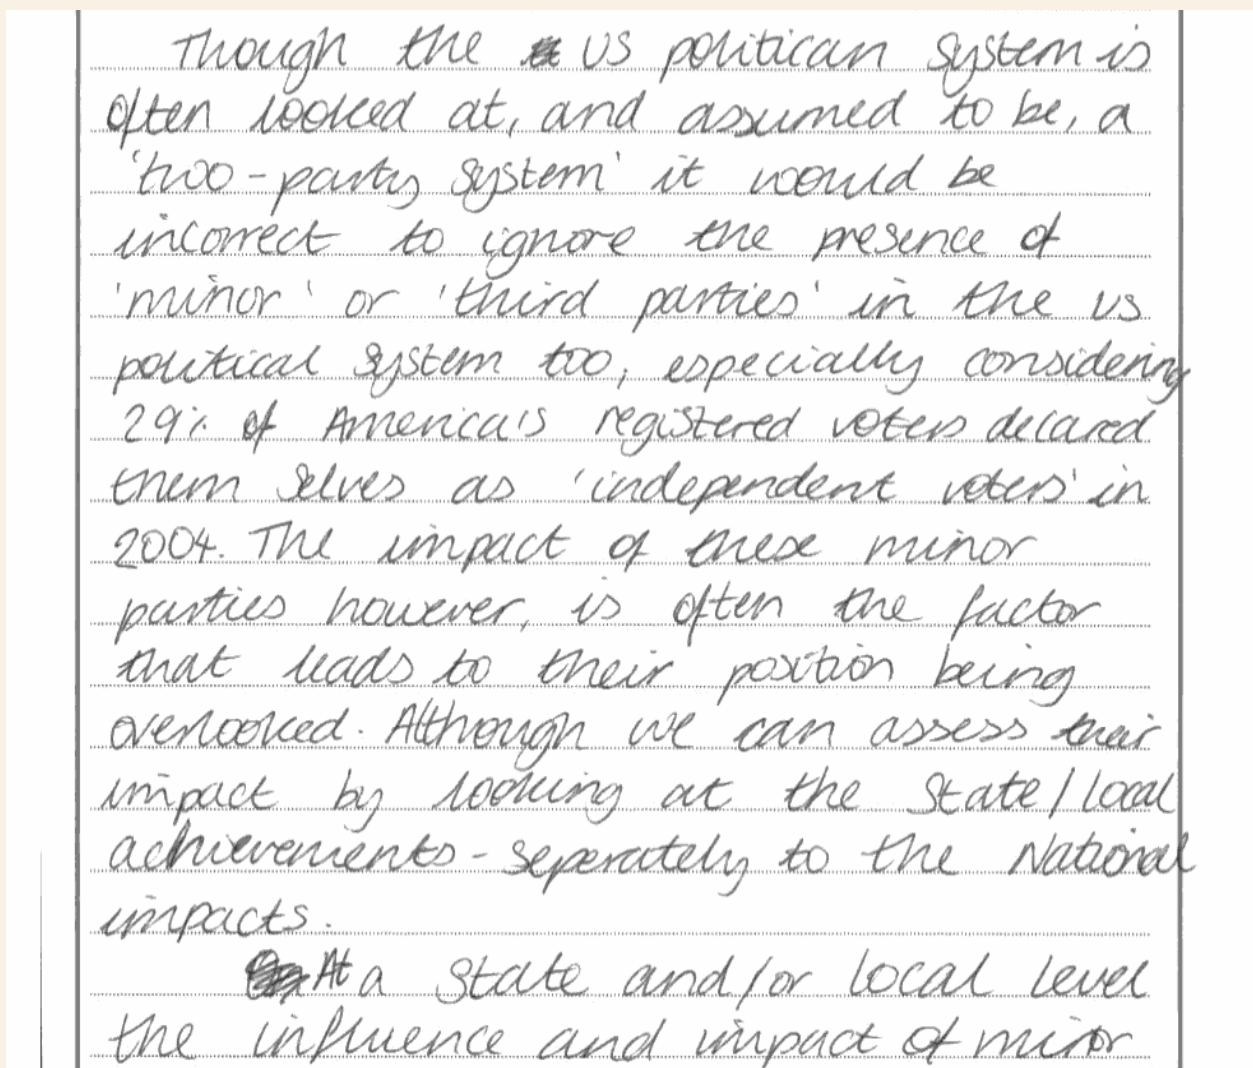 Though the US politican system is
often looked at, and assumed to be, a
'two-party system' it would be
incorrect to ignore the presence of
'minor' or 'third parties' in the US
political system too, especially considering
29% of America's registered voters decared
them selves as 'independent voters' in
2004. The impact of these minor
parties however, is often the factor
that leads to their position being
overlooked. Although we can assess their
impact by looking at the State/local
achievements - seperately to the National
impacts.
At a State and/or local level
the influence and impact of minor